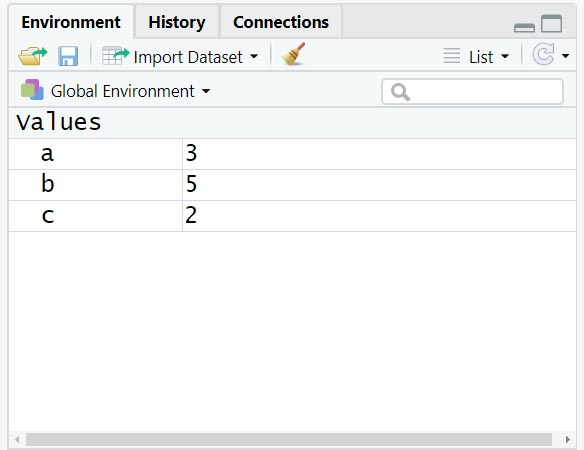 Environment History Connections
Import Dataset List
Global Environment
Values
a 3
b 5
c 2